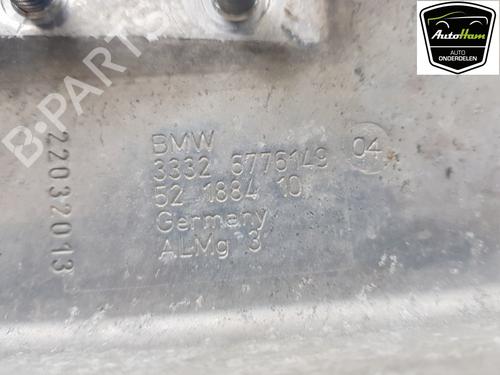 AutoHam
AUTO
ONDERDELEN
B-PARTS
BMW
3332 6776149 04
52 1884 10
Germany
ALMg 3
22032013